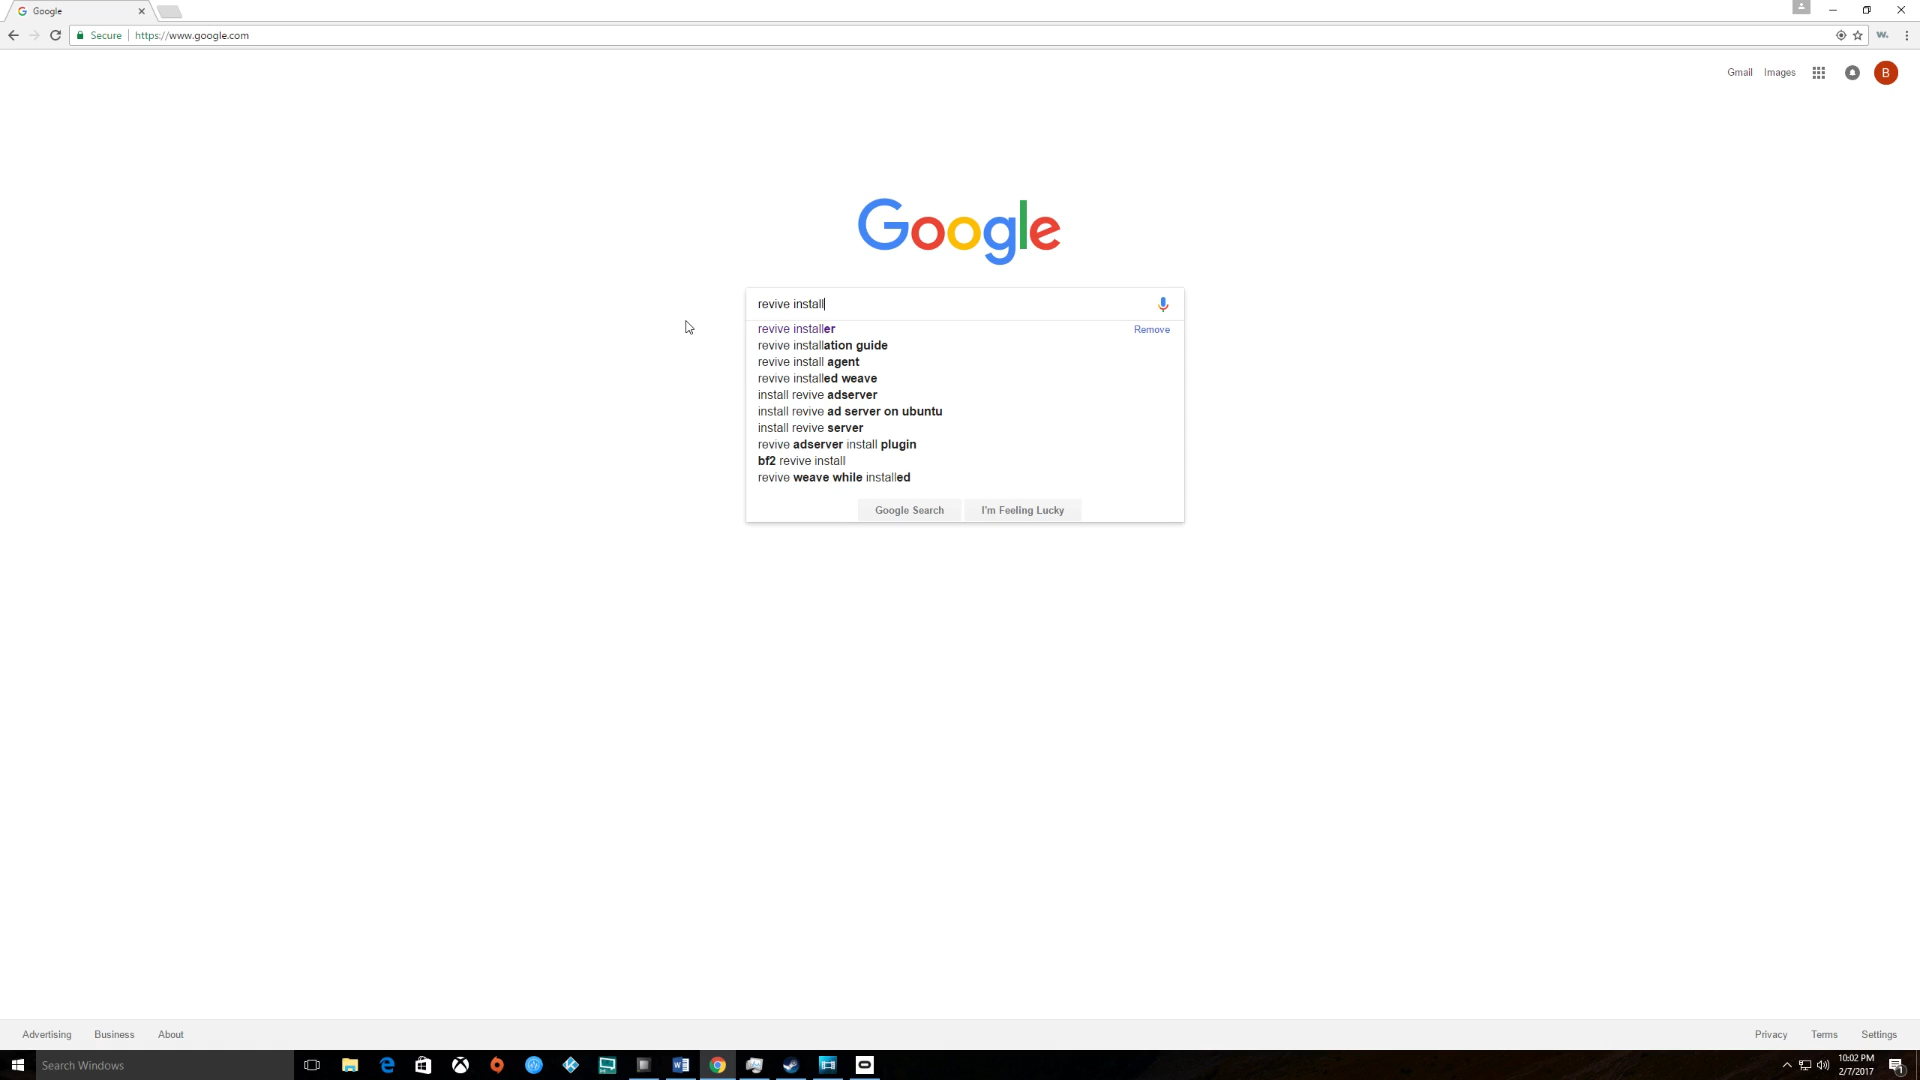 Google
Secure
https://www.google.com
W.
Gmail
Images
B
Google
revive install
revive installer
Remove
revive installation guide
revive install agent
revive installed weave
install revive adserver
install revive ad server on ubuntu
install revive server
revive adserver install plugin
bf2 revive install
revive weave while installed
Google Search
I'm Feeling Lucky
Advertising
Business
About
Privacy
Terms
Settings
Search Windows
10:02 PM
2/7/2017